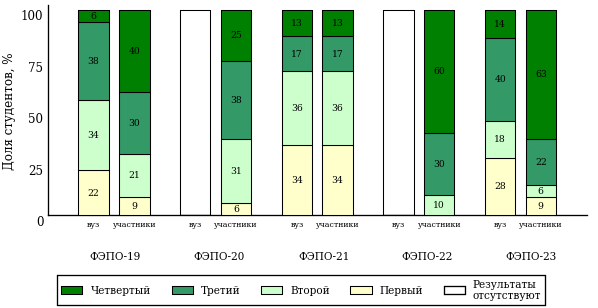 Доля студентов, %
100
75
50
25
0
6 38 34 22
40 30 21 9
25 38 31 6
13 17 36 34
13 17 36 34
60 30 10
14 40 18 28
63 22 6 9
вуз участники вуз участники вуз участники вуз участники вуз участники
ФЭПО-19 ФЭПО-20 ФЭПО-21 ФЭПО-22 ФЭПО-23
Четвертый Третий Второй Первый Результаты
отсутствуют